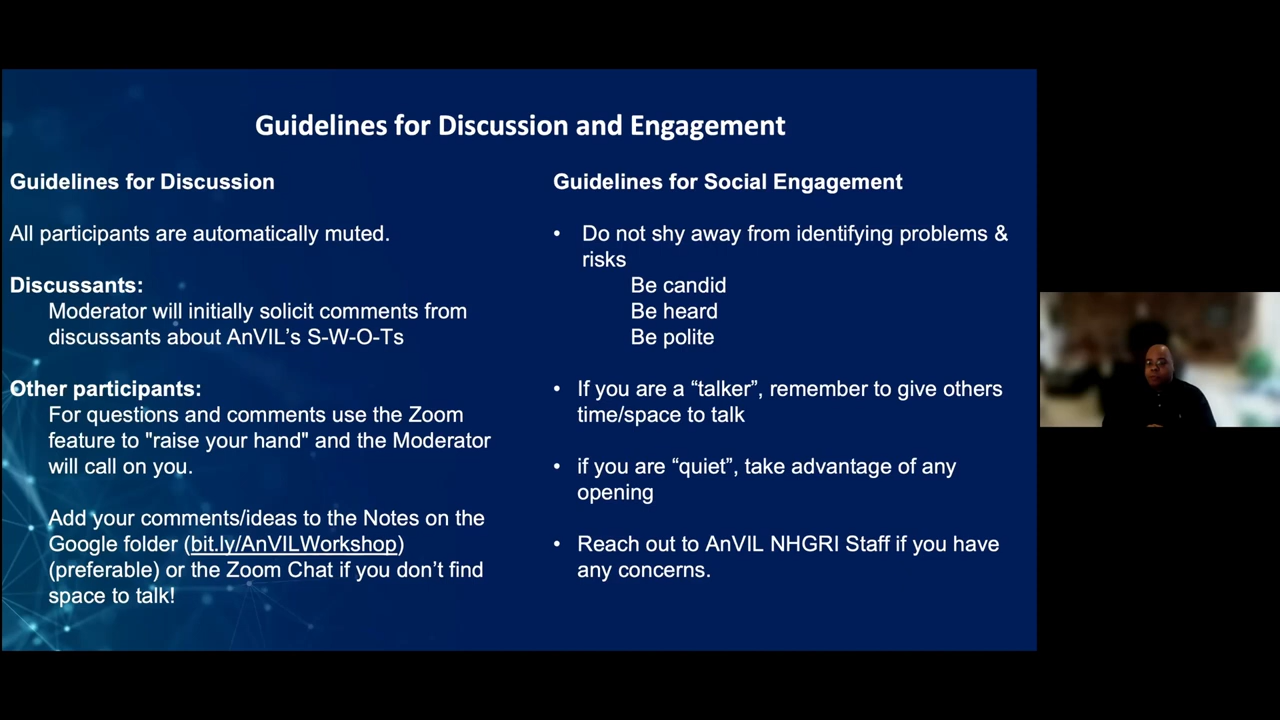 Guidelines for Discussion and Engagement
Guidelines for Discussion
All participants are automatically muted.
Discussants:
Moderator will initially solicit comments from
discussants about AnVIL’s S-W-O-Ts
Other participants:
For questions and comments use the Zoom
feature to "raise your hand" and the Moderator
will call on you.
Add your comments/ideas to the Notes on the
Google folder (bit.ly/AnVILWorkshop)
(preferable) or the Zoom Chat if you don’t find
space to talk!
Guidelines for Social Engagement
• Do not shy away from identifying problems &
risks
Be candid
Be heard
Be polite
• If you are a “talker”, remember to give others
time/space to talk
• if you are “quiet”, take advantage of any
opening
• Reach out to AnVIL NHGRI Staff if you have
any concerns.